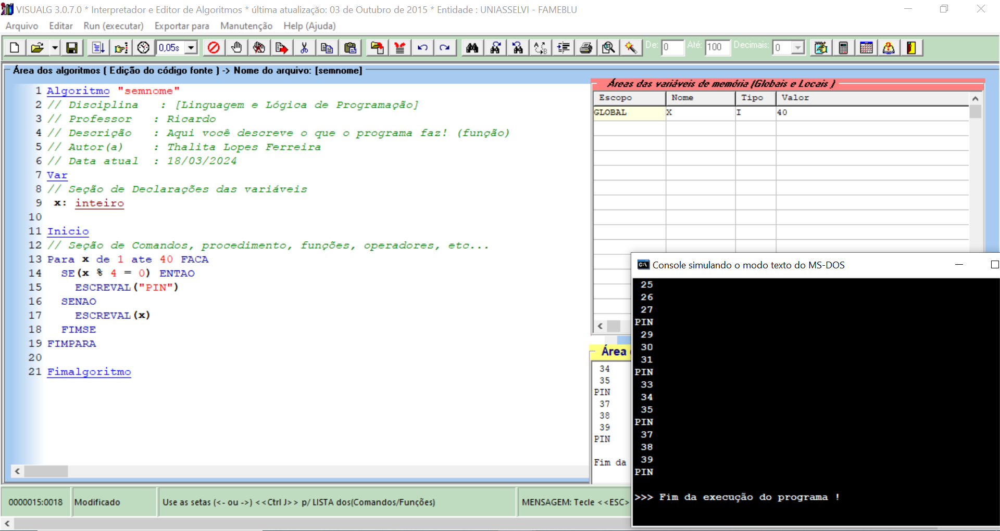 VISUALG 3.0.7.0 * Interpretador e Editor de Algoritmos * última atualização: 03 de Outubro de 2015 * Entidade : UNIASSELVI - FAMEBLU
Arquivo Editar Run (executar) Exportar para Manutenção Help (Ajuda)
0,05s De: 0 Até: 100 Decimais: 0
Área dos algoritmos ( Edição do código fonte ) -> Nome do arquivo: [semnome]
1 Algoritmo "semnome"
2 // Disciplina : [Linguagem e Lógica de Programação]
3 // Professor : Ricardo
4 // Descrição : Aqui você descreve o que o programa faz! (função)
5 // Autor(a) : Thalita Lopes Ferreira
6 // Data atual : 18/03/2024
7 Var
8 // Seção de Declarações das variáveis
9 x: inteiro
10
11 Inicio
12 // Seção de Comandos, procedimento, funções, operadores, etc...
13 Para x de 1 ate 40 FACA
14 SE(x % 4 = 0) ENTAO
15 ESCREVAL("PIN")
16 SENAO
17 ESCREVAL(x)
18 FIMSE
19 FIMPARA
20
21 Fimalgoritmo
Áreas das variáveis de memória (Globais e Locais )
Escopo Nome Tipo Valor
GLOBAL X I 40
Área
34
35
PIN
37
38
39
PIN
Fim da
Console simulando o modo texto do MS-DOS
25
26
27
PIN
29
30
31
PIN
33
34
35
PIN
37
38
39
PIN
>>> Fim da execução do programa !
0000015:0018 Modificado Use as setas (<- ou ->) <<Ctrl J>> p/ LISTA dos(Comandos/Funções) MENSAGEM: Tecle <<ESC>